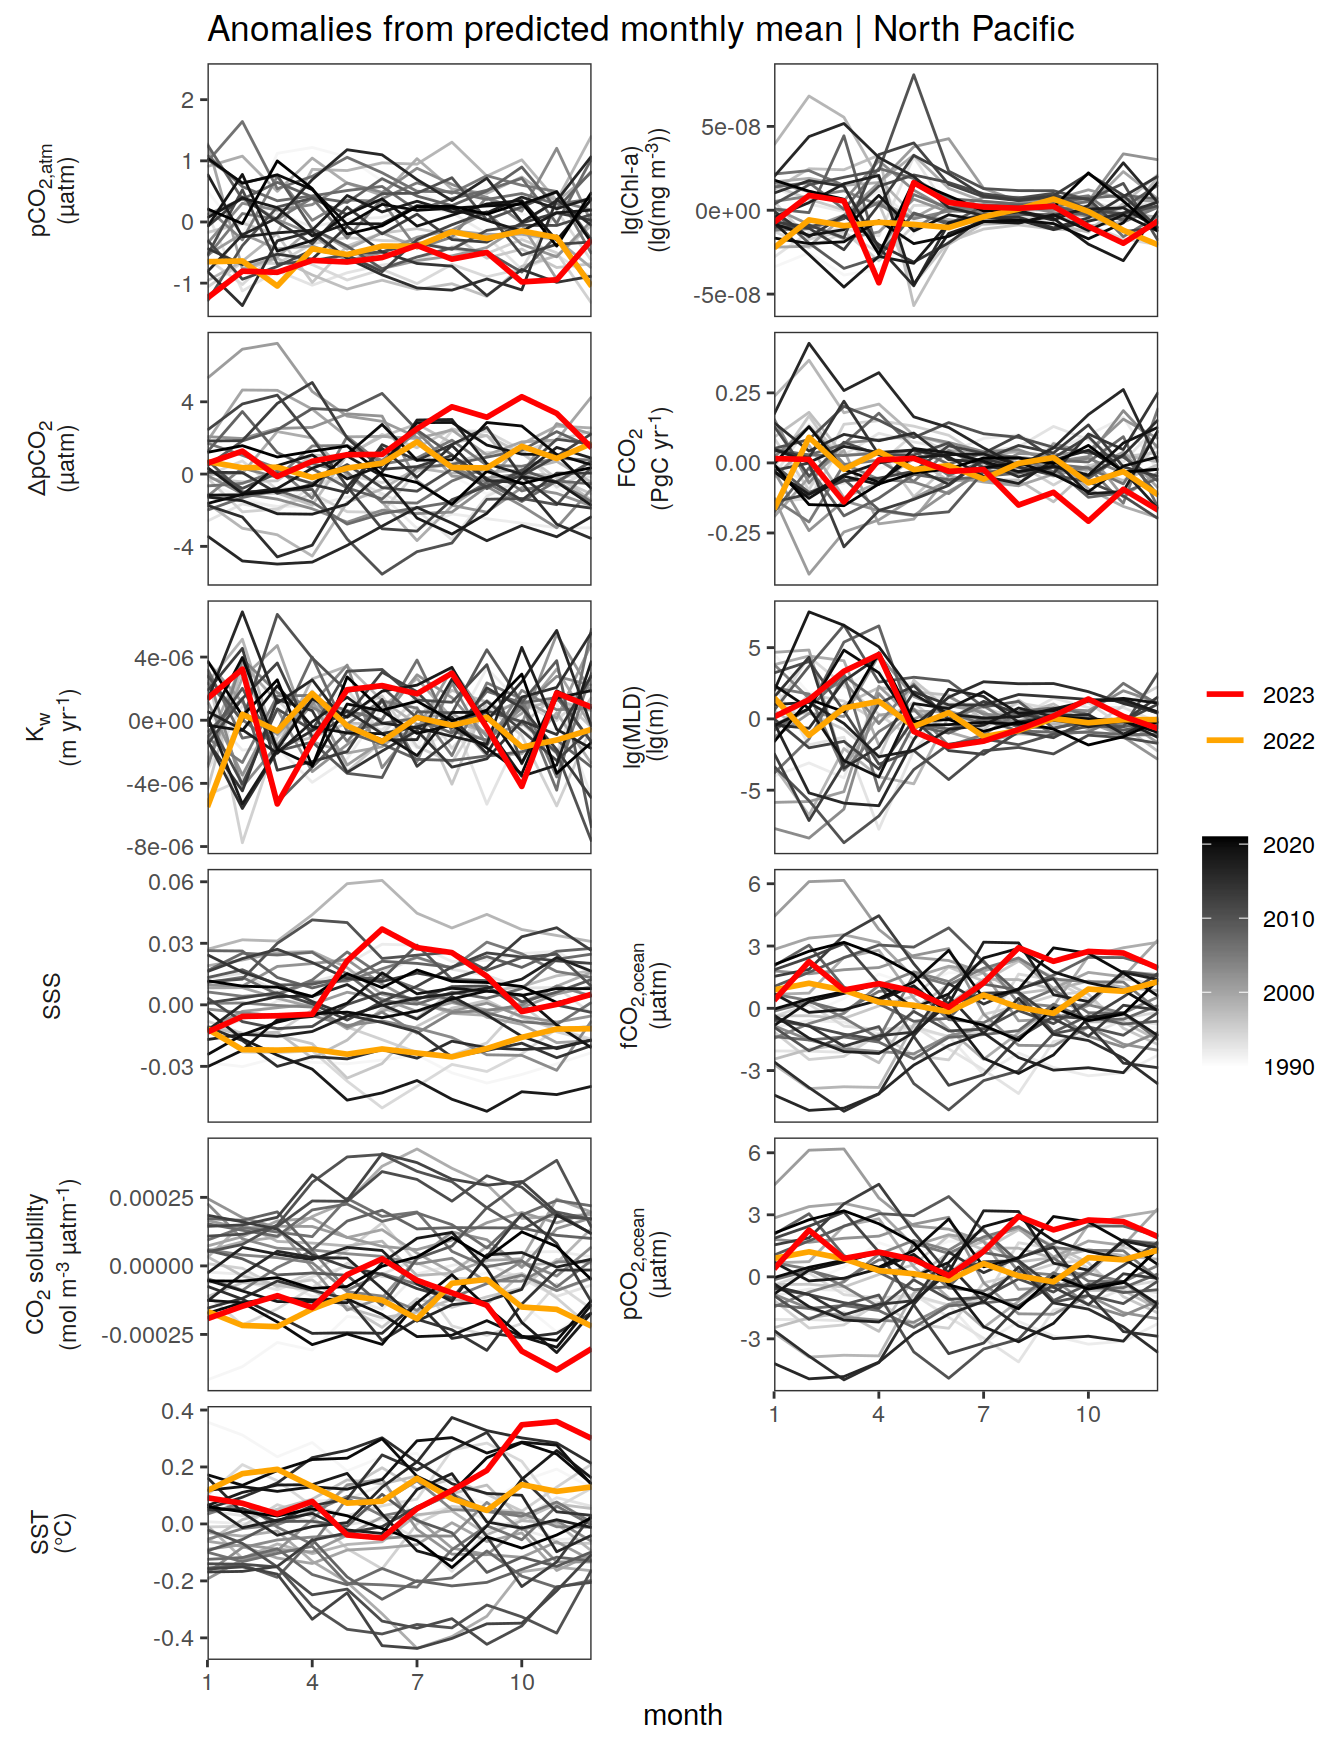 Anomalies from predicted monthly mean | North Pacific
pCO2,atm
(µatm)
2
1
0
-1
lg(Chl-a)
(lg(mg m-3))
5e-08
0e+00
-5e-08
ΔpCO2
(µatm)
4
0
-4
FCO2
(PgC yr-1)
0.25
0.00
-0.25
Kw
(m yr-1)
4e-06
0e+00
-4e-06
-8e-06
lg(MLD)
(lg(m))
5
0
-5
SSS
0.06
0.03
0.00
-0.03
fCO2,ocean
(µatm)
6
3
0
-3
CO2 solubility
(mol m-3 µatm-1)
0.00025
0.00000
-0.00025
pCO2,ocean
(µatm)
6
3
0
-3
1 4 7 10
SST
(°C)
0.4
0.2
0.0
-0.2
-0.4
1 4 7 10
month
2023
2022
2020
2010
2000
1990